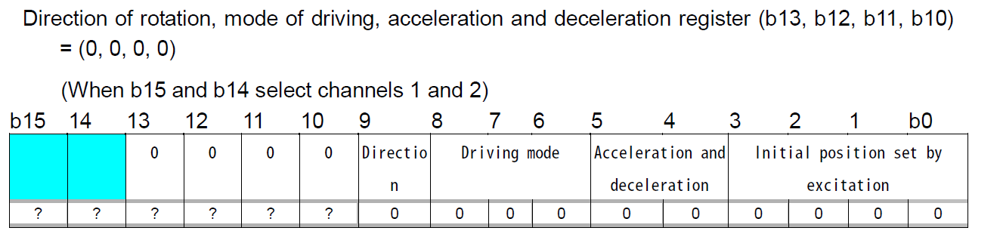 Direction of rotation, mode of driving, acceleration and deceleration register (b13, b12, b11, b10)
= (0, 0, 0, 0)
(When b15 and b14 select channels 1 and 2)
b15 14 13 12 11 10 9 8 7 6 5 4 3 2 1 b0
0 0 0 0 Directio Driving mode Acceleration and Initial position set by
n deceleration excitation
? ? ? ? ? ? 0 0 0 0 0 0 0 0 0 0